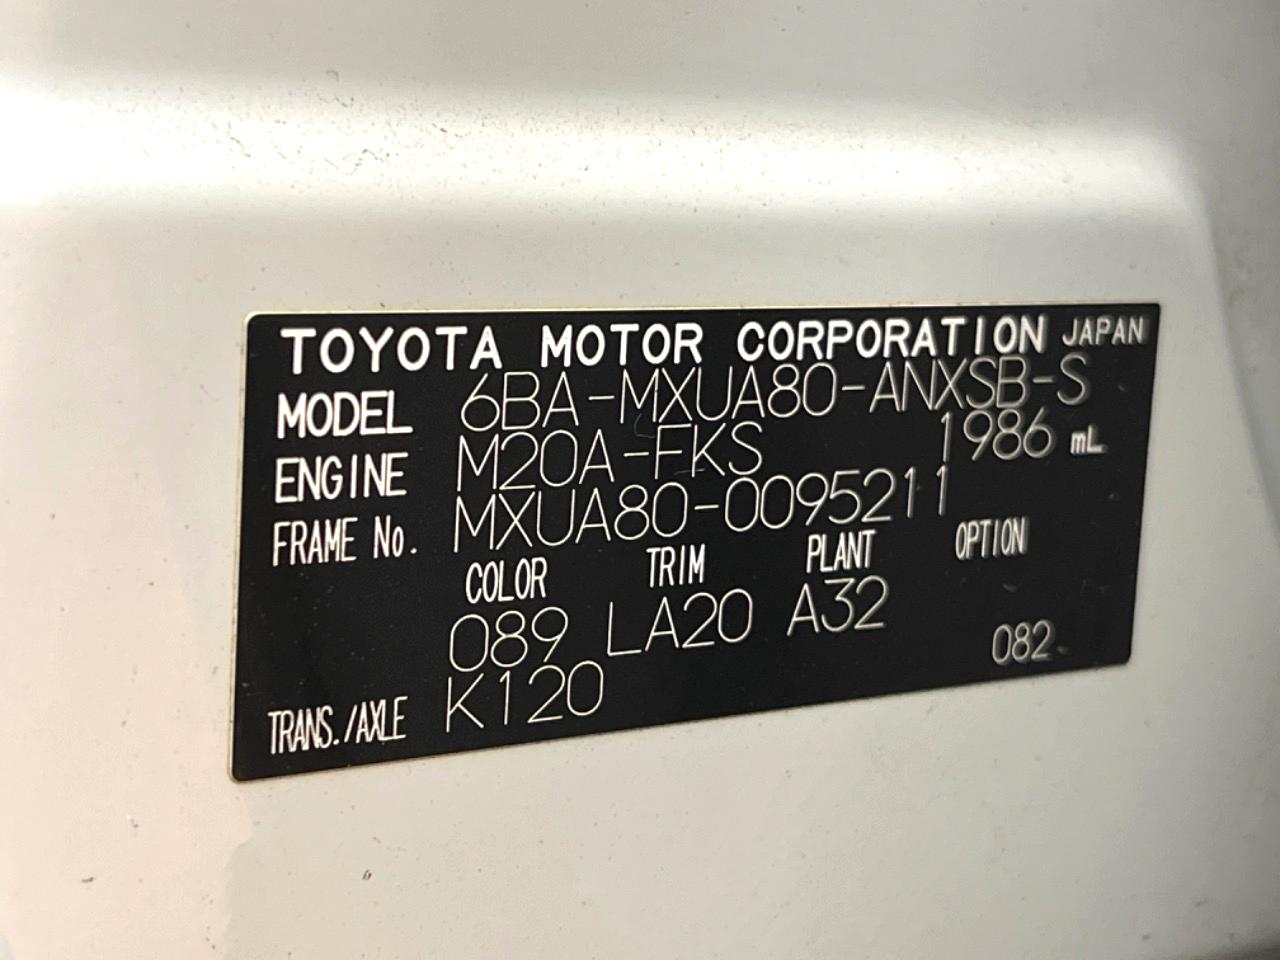 TOYOTA MOTOR CORPORATION JAPAN
MODEL 6BA-MXUA80-ANXSB-S
ENGINE M20A-FKS 1986 mL
FRAME No. MXUA80-0095211
COLOR TRIM PLANT OPTION
089 LA20 A32
TRANS./AXLE K120 082